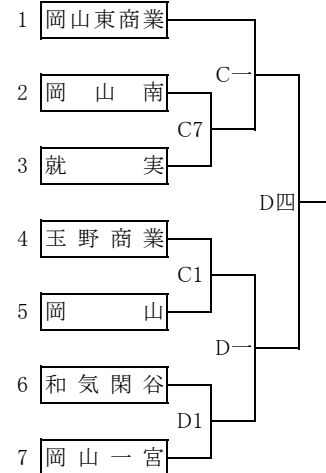 1 岡山東商業
C一
2 岡山南
C7
3 就実
D四
4 玉野商業
C1
5 岡山
D一
6 和気閑谷
D1
7 岡山一宮